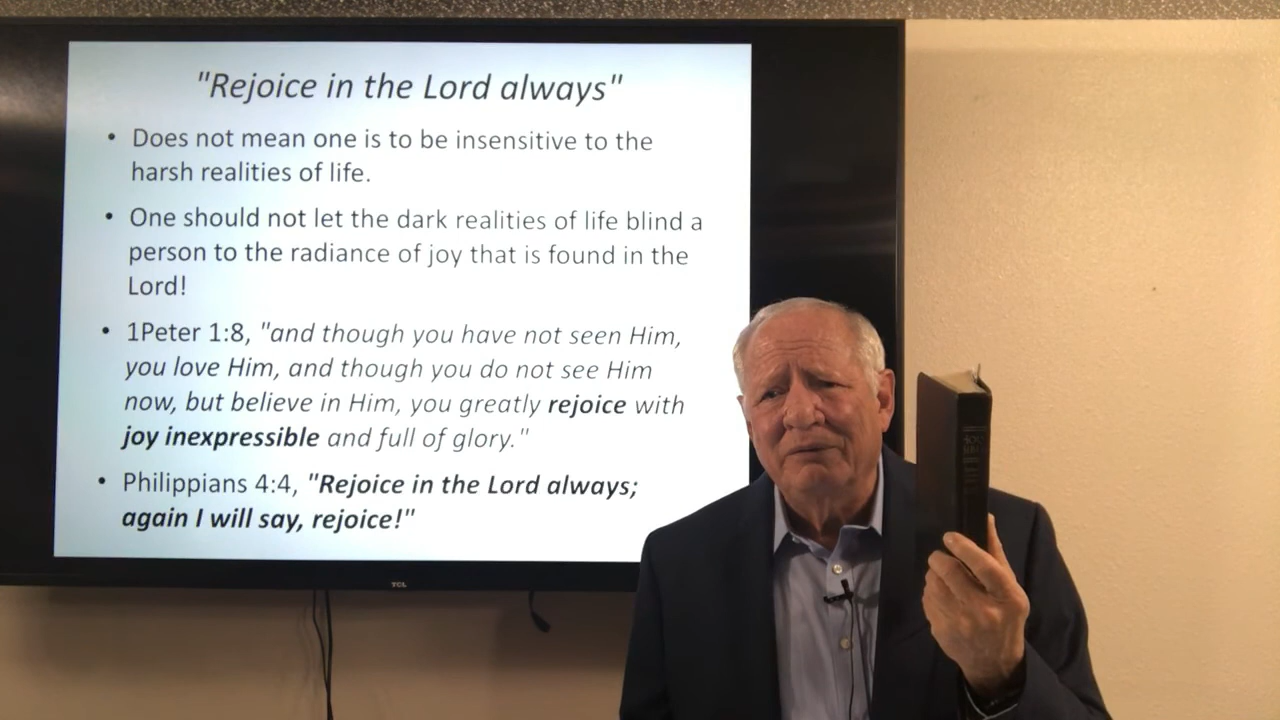 "Rejoice in the Lord always"
• Does not mean one is to be insensitive to the
harsh realities of life.
• One should not let the dark realities of life blind a
person to the radiance of joy that is found in the
Lord!
• 1Peter 1:8, "and though you have not seen Him,
you love Him, and though you do not see Him
now, but believe in Him, you greatly rejoice with
joy inexpressible and full of glory."
• Philippians 4:4, "Rejoice in the Lord always;
again I will say, rejoice!"
TCL
HOLY
BIBLE